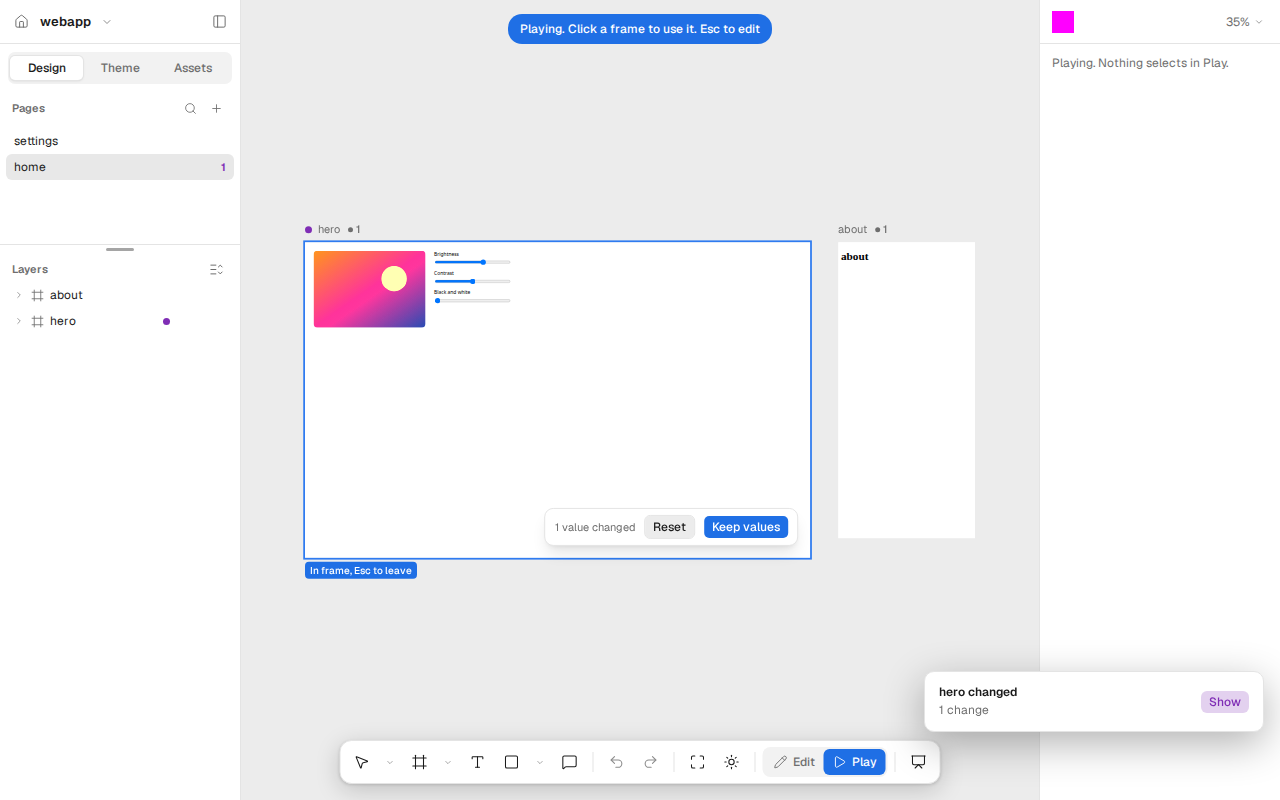 webapp
Playing. Click a frame to use it. Esc to edit
35%
Design
Theme
Assets
Playing. Nothing selects in Play.
Pages
settings
home
1
hero
1
about
1
Layers
about
hero
Brightness
Contrast
Black and white
about
1 value changed
Reset
Keep values
In frame, Esc to leave
hero changed
1 change
Show
Edit
Play